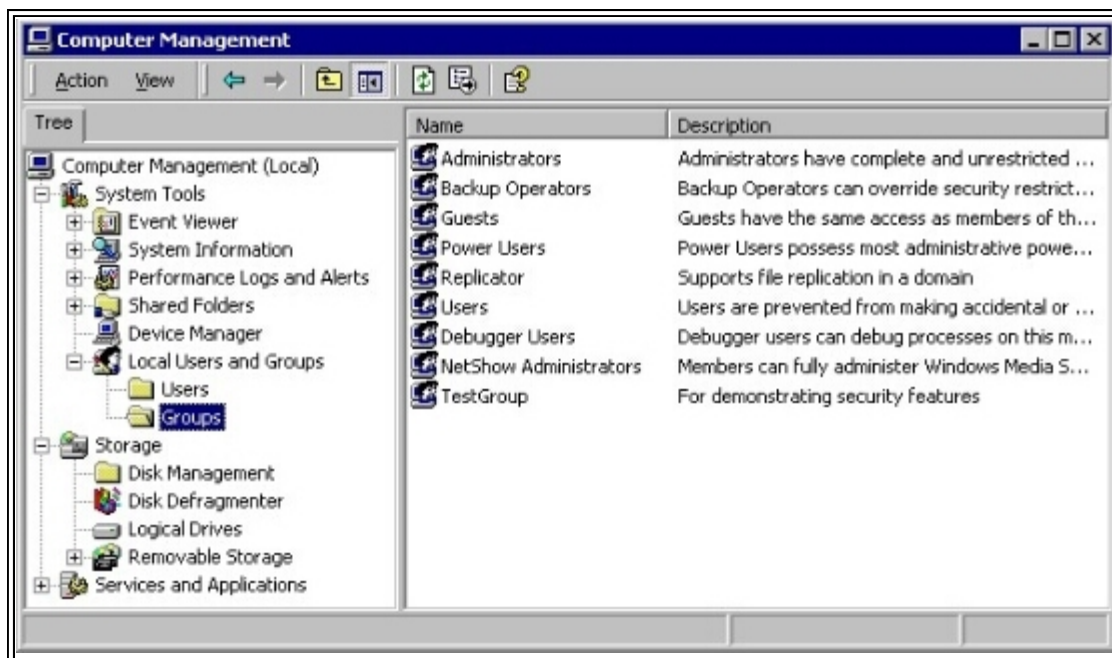 Computer Management
Action View
Tree
Computer Management (Local)
System Tools
Event Viewer
System Information
Performance Logs and Alerts
Shared Folders
Device Manager
Local Users and Groups
Users
Groups
Storage
Disk Management
Disk Defragmenter
Logical Drives
Removable Storage
Services and Applications
Name Description
Administrators Administrators have complete and unrestricted ...
Backup Operators Backup Operators can override security restrict...
Guests Guests have the same access as members of th...
Power Users Power Users possess most administrative powe...
Replicator Supports file replication in a domain
Users Users are prevented from making accidental or ...
Debugger Users Debugger users can debug processes on this m...
NetShow Administrators Members can fully administer Windows Media S...
TestGroup For demonstrating security features